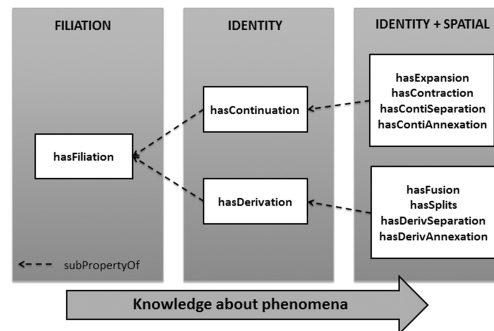 FILIATION
IDENTITY
IDENTITY + SPATIAL
hasFiliation
hasContinuation
hasDerivation
hasExpansion
hasContraction
hasContiSeparation
hasContiAnnexation
hasFusion
hasSplits
hasDerivSeparation
hasDerivAnnexation
subPropertyOf
Knowledge about phenomena